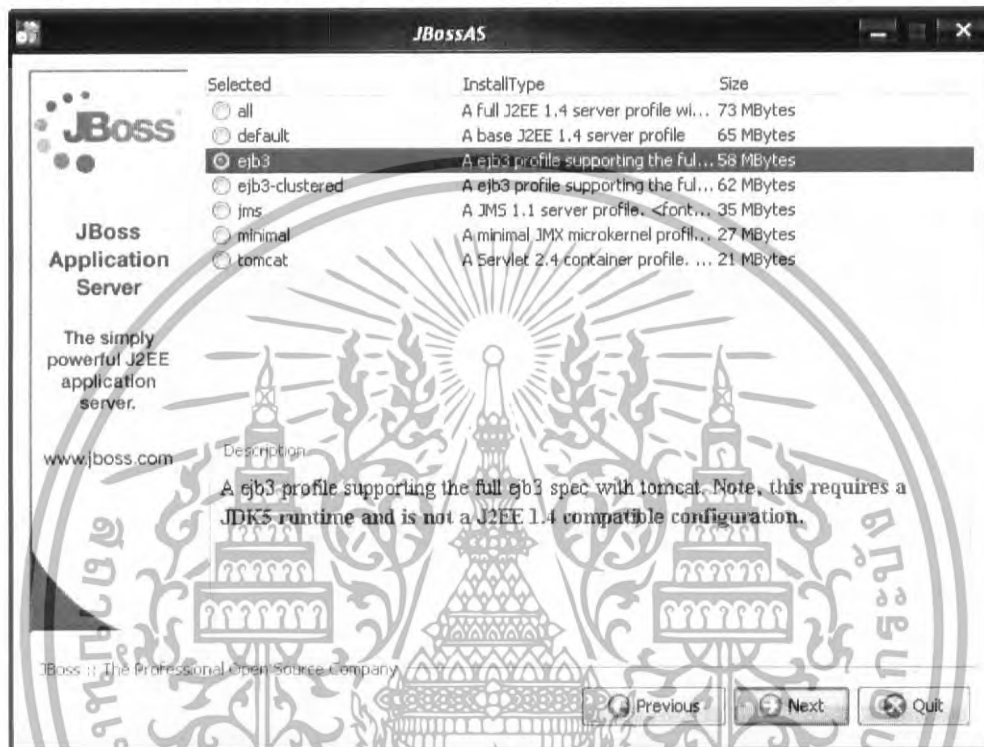 JBossAS
JBoss
JBoss
Application
Server
The simply
powerful J2EE
application
server.
www.jboss.com
Selected InstallType Size
all A full J2EE 1.4 server profile wi... 73 MBytes
default A base J2EE 1.4 server profile 65 MBytes
ejb3 A ejb3 profile supporting the ful... 58 MBytes
ejb3-clustered A ejb3 profile supporting the ful... 62 MBytes
jms A JMS 1.1 server profile. <font... 35 MBytes
minimal A minimal JMX microkernel profil... 27 MBytes
tomcat A Servlet 2.4 container profile. ... 21 MBytes
Description
A ejb3 profile supporting the full ejb3 spec with tomcat. Note, this requires a
JDK5 runtime and is not a J2EE 1.4 compatible configuration.
JBoss :: The Professional Open Source Company
Previous Next Quit